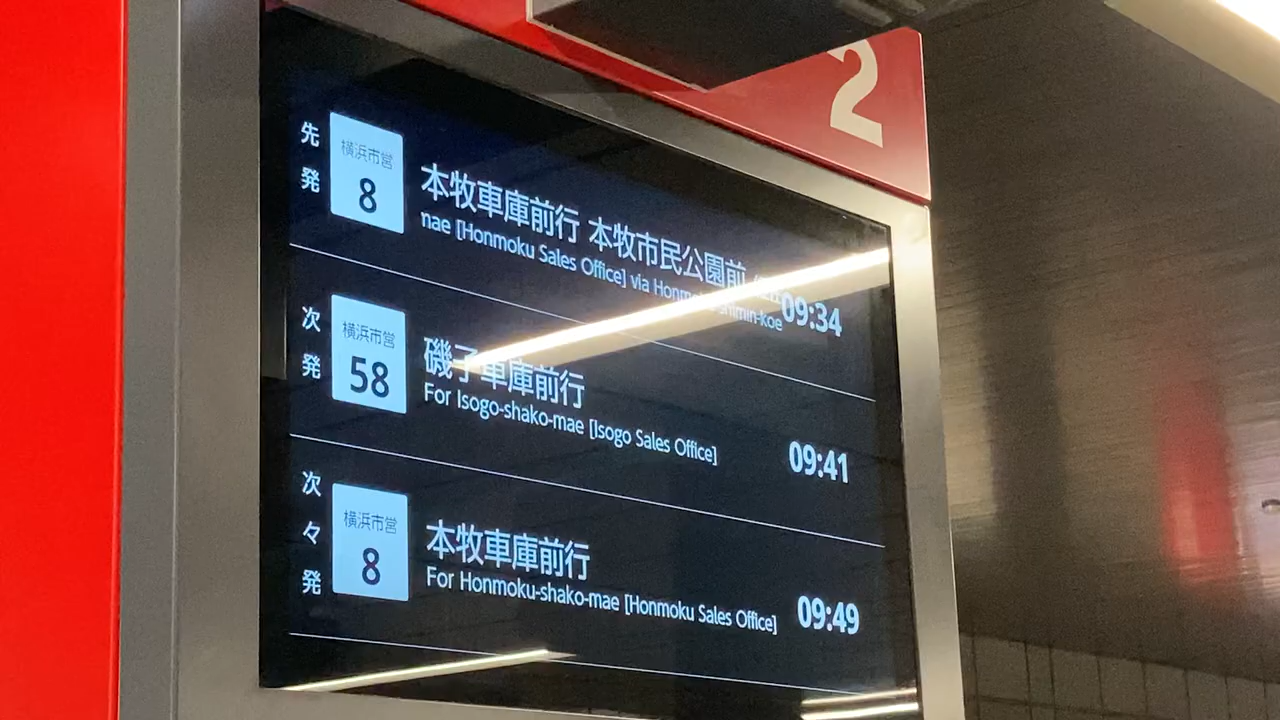 2
先発
横浜市営
8
本牧車庫前行 本牧市民公園前
nae [Honmoku Sales Office] via
09:34
次発
横浜市営
58
磯子車庫前行
For Isogo-shako-mae [Isogo Sales Office]
09:41
次々発
横浜市営
8
本牧車庫前行
For Honmoku-shako-mae [Honmoku Sales Office]
09:49